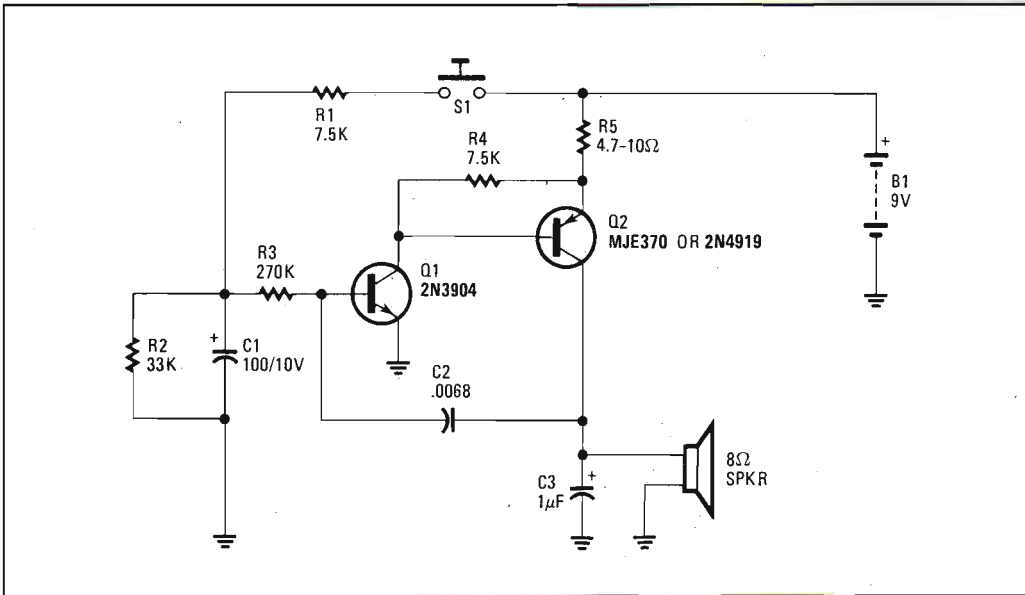 S1
R1
7.5K
R5
4.7-10Ω
R4
7.5K
+
B1
9V
Q2
MJE370 OR 2N4919
R3
270K
Q1
2N3904
R2
33K
+
C1
100/10V
C2
.0068
8Ω
SPKR
C3
1µF
+